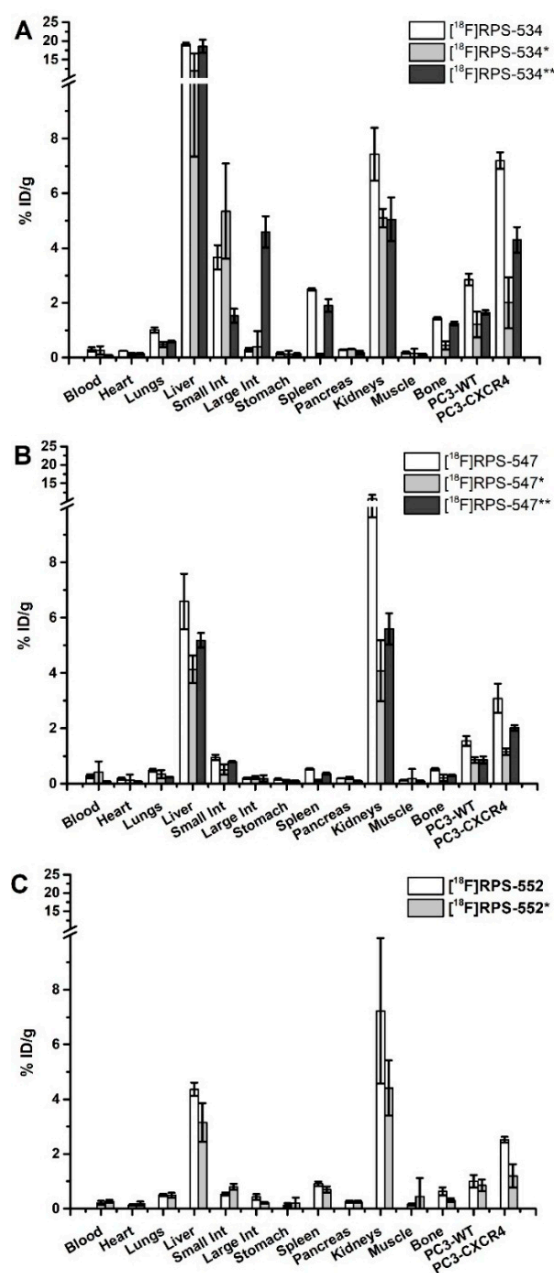 A
[¹⁸F]RPS-534
[¹⁸F]RPS-534*
[¹⁸F]RPS-534**
25
20
15
10
8
6
4
2
0
% ID/g
Blood
Heart
Lungs
Liver
Small Int
Large Int
Stomach
Spleen
Pancreas
Kidneys
Muscle
Bone
PC3-WT
PC3-CXCR4
B
[¹⁸F]RPS-547
[¹⁸F]RPS-547*
[¹⁸F]RPS-547**
25
20
15
10
8
6
4
2
0
% ID/g
Blood
Heart
Lungs
Liver
Small Int
Large Int
Stomach
Spleen
Pancreas
Kidneys
Muscle
Bone
PC3-WT
PC3-CXCR4
C
[¹⁸F]RPS-552
[¹⁸F]RPS-552*
25
20
15
10
8
6
4
2
0
% ID/g
Blood
Heart
Lungs
Liver
Small Int
Large Int
Stomach
Spleen
Pancreas
Kidneys
Muscle
Bone
PC3-WT
PC3-CXCR4